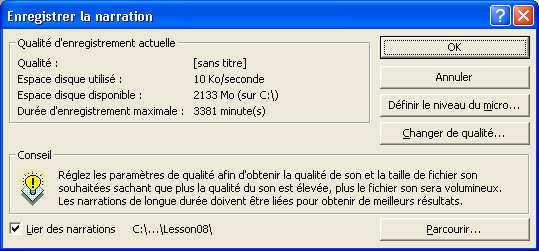 Enregistrer la narration
Qualité d'enregistrement actuelle
Qualité : [sans titre]
Espace disque utilisé : 10 Ko/seconde
Espace disque disponible : 2133 Mo (sur C:\)
Durée d'enregistrement maximale : 3381 minute(s)
OK
Annuler
Définir le niveau du micro...
Changer de qualité...
Conseil
Réglez les paramètres de qualité afin d'obtenir la qualité de son et la taille de fichier son
souhaitées sachant que plus la qualité du son est élevée, plus le fichier son sera volumineux.
Les narrations de longue durée doivent être liées pour obtenir de meilleurs résultats.
Lier des narrations C:\...\Lesson08\
Parcourir...